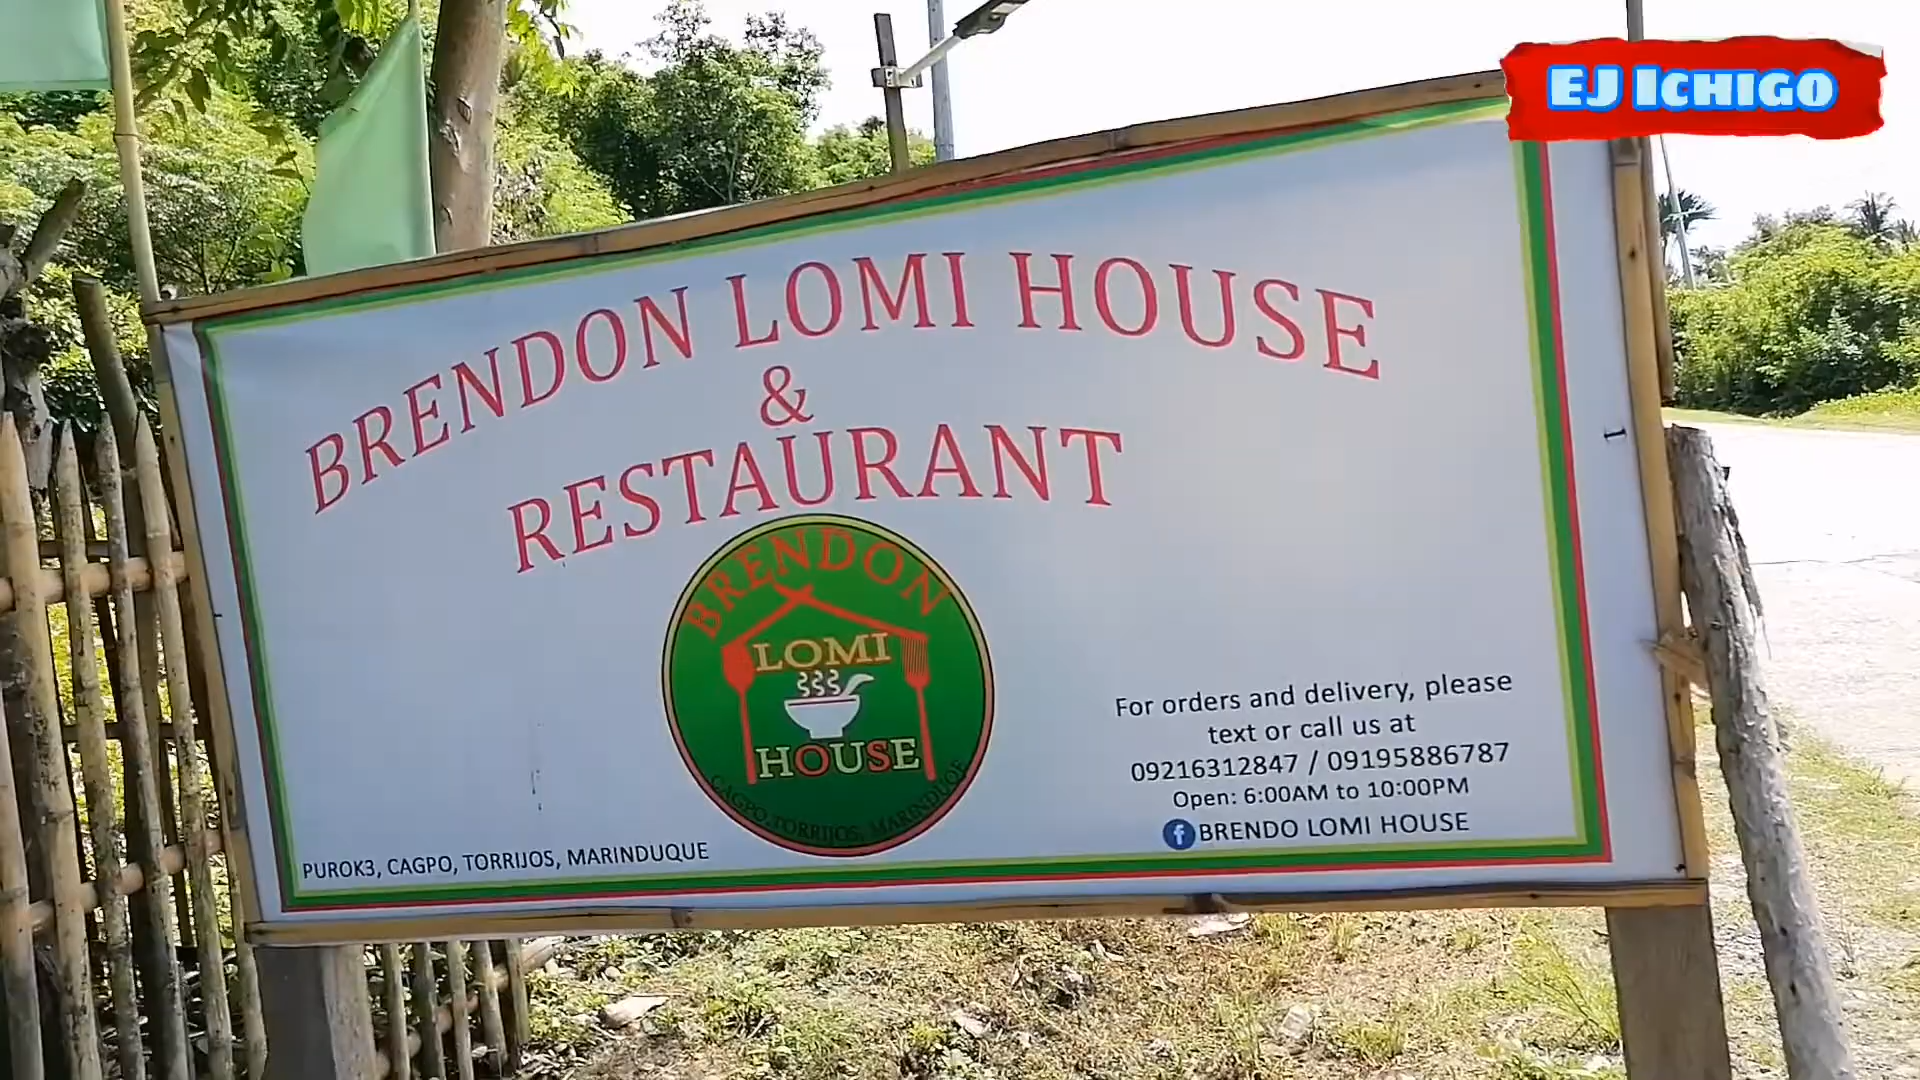 EJ ICHIGO
BRENDON LOMI HOUSE
&
RESTAURANT
BRENDON
LOMI
HOUSE
CAGPO,TORRIJOS, MARINDUQUE
For orders and delivery, please
text or call us at
09216312847 / 09195886787
Open: 6:00AM to 10:00PM
f BRENDO LOMI HOUSE
PUROK3, CAGPO, TORRIJOS, MARINDUQUE